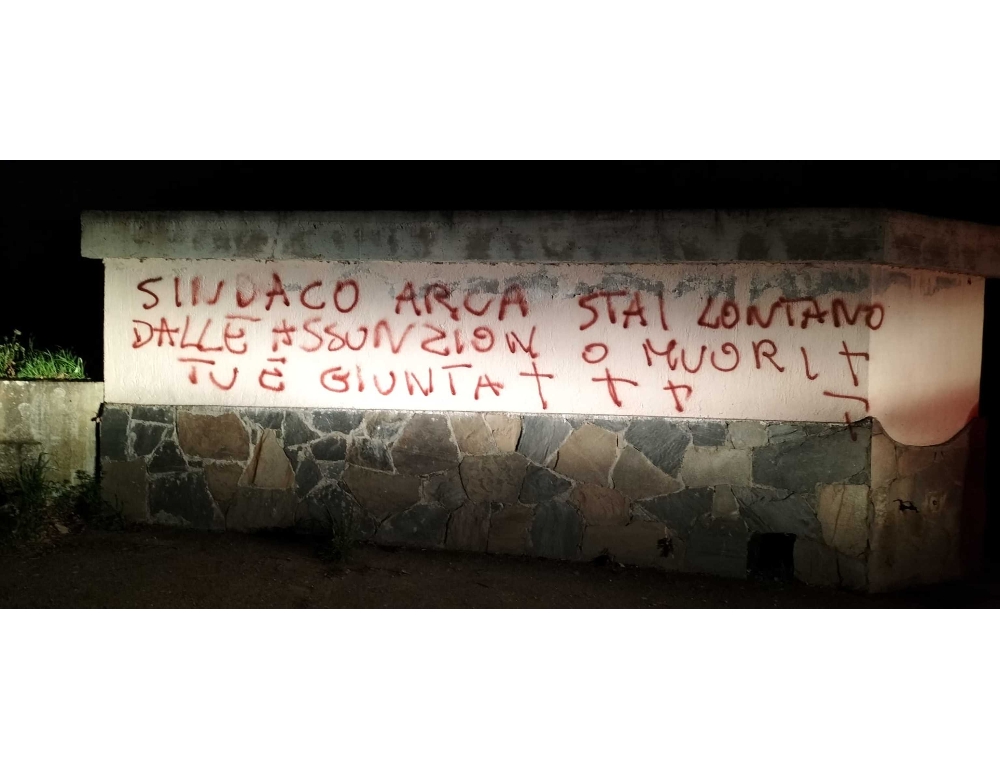 SINDACO ARCA STAI LONTANO
DALLE ASSUNZION O MUORI
TU E GIUNTA